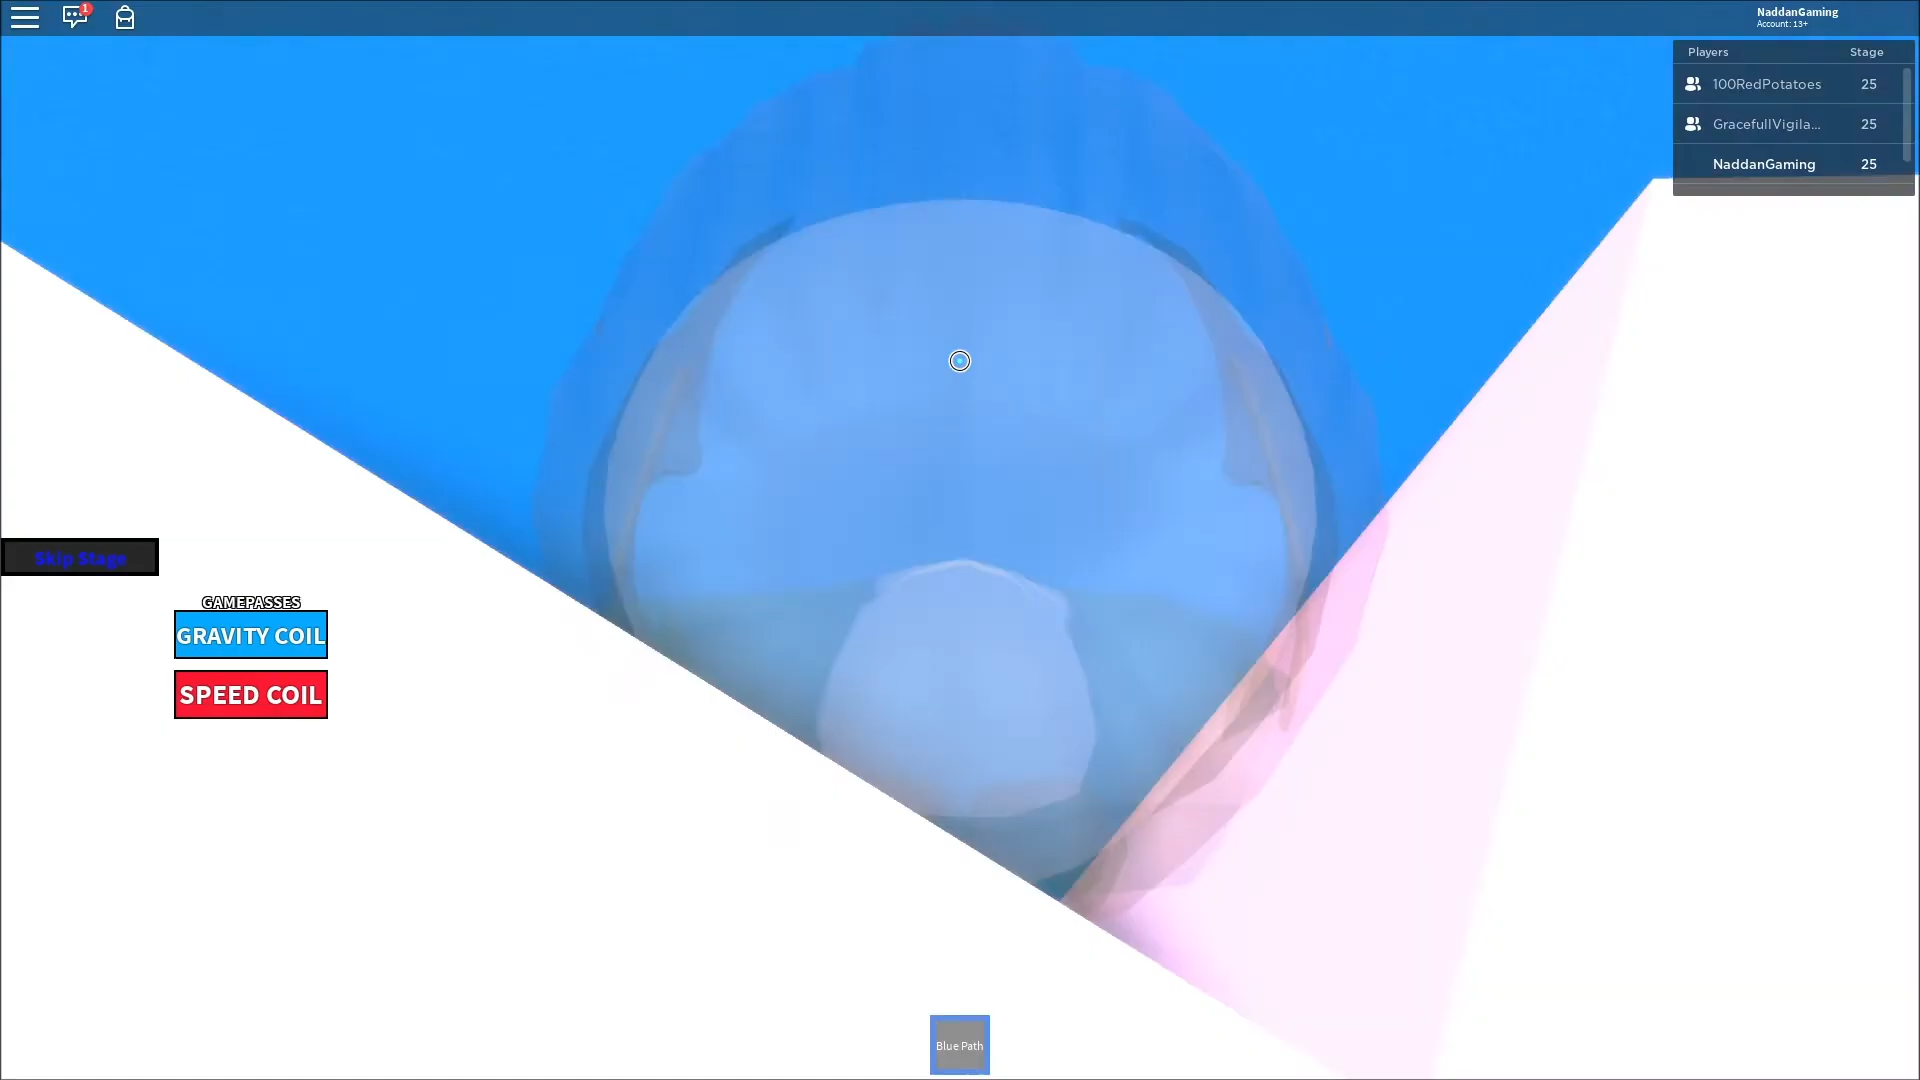 1
NaddanGaming
Account: 13+
Players Stage
100RedPotatoes 25
GracefullVigila... 25
NaddanGaming 25
Skip Stage
GAMEPASSES
GRAVITY COIL
SPEED COIL
Blue Path